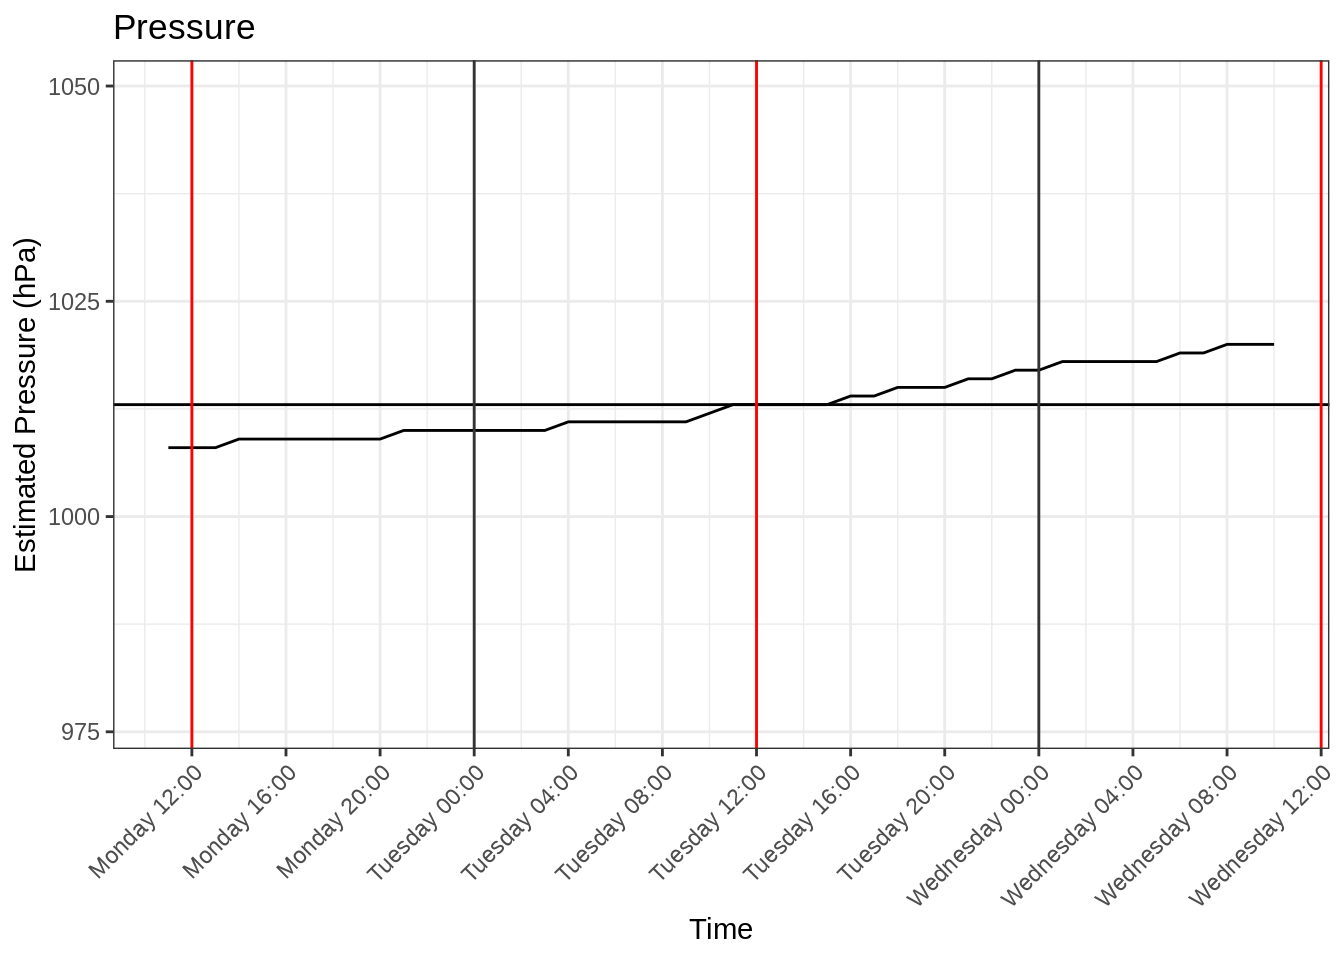 Pressure
Estimated Pressure (hPa)
1050
1025
1000
975
Monday 12:00
Monday 16:00
Monday 20:00
Tuesday 00:00
Tuesday 04:00
Tuesday 08:00
Tuesday 12:00
Tuesday 16:00
Tuesday 20:00
Wednesday 00:00
Wednesday 04:00
Wednesday 08:00
Wednesday 12:00
Time